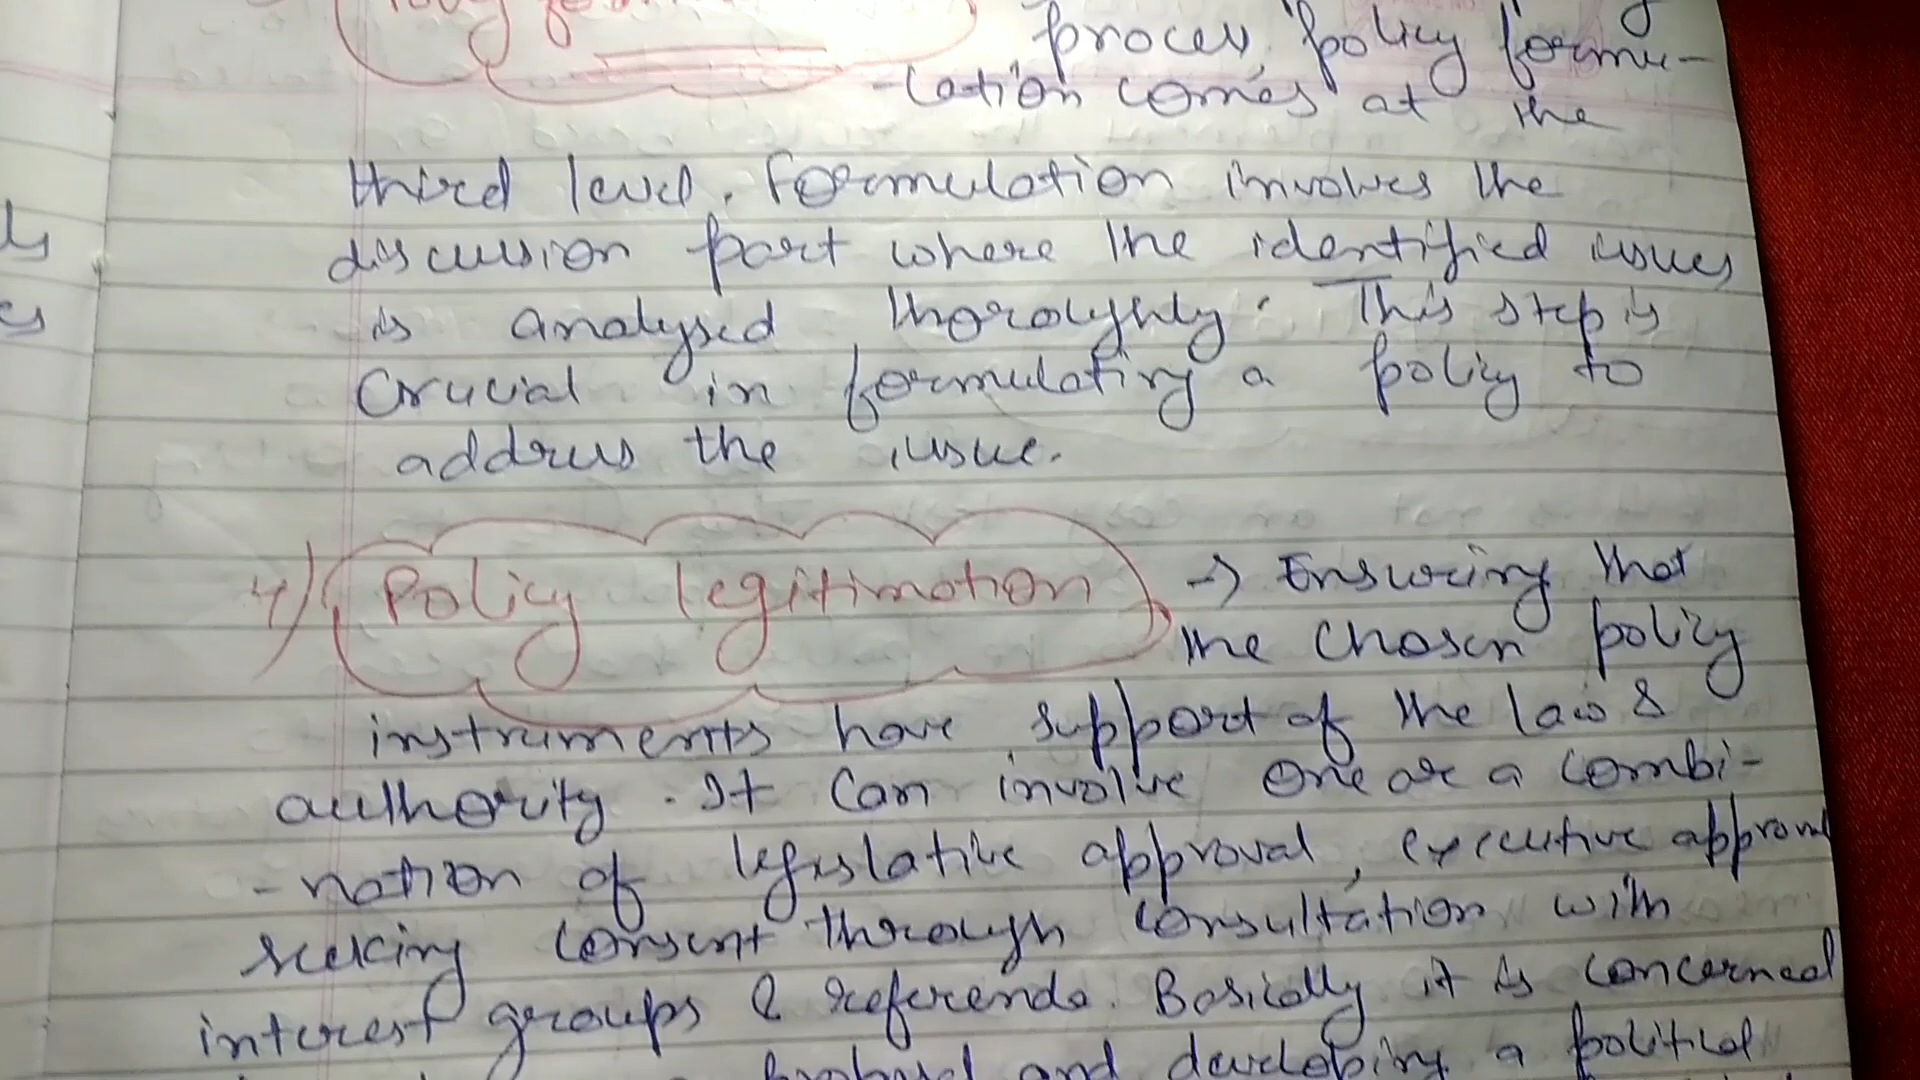 process, policy formu-
-lation comes at the
third level. Formulation involves the
discussion part where the identified issues
is analysed thoroughly. This step is
crucial in formulating a policy to
address the issue.
4) Policy legitimation → Ensuring that
the chosen policy
instruments have support of the law &
authority. It can involve one or a combi-
-nation of legislative approval, executive approval
seeking consent through consultation with
interest groups & referenda. Basically it is concerned
and developing a political